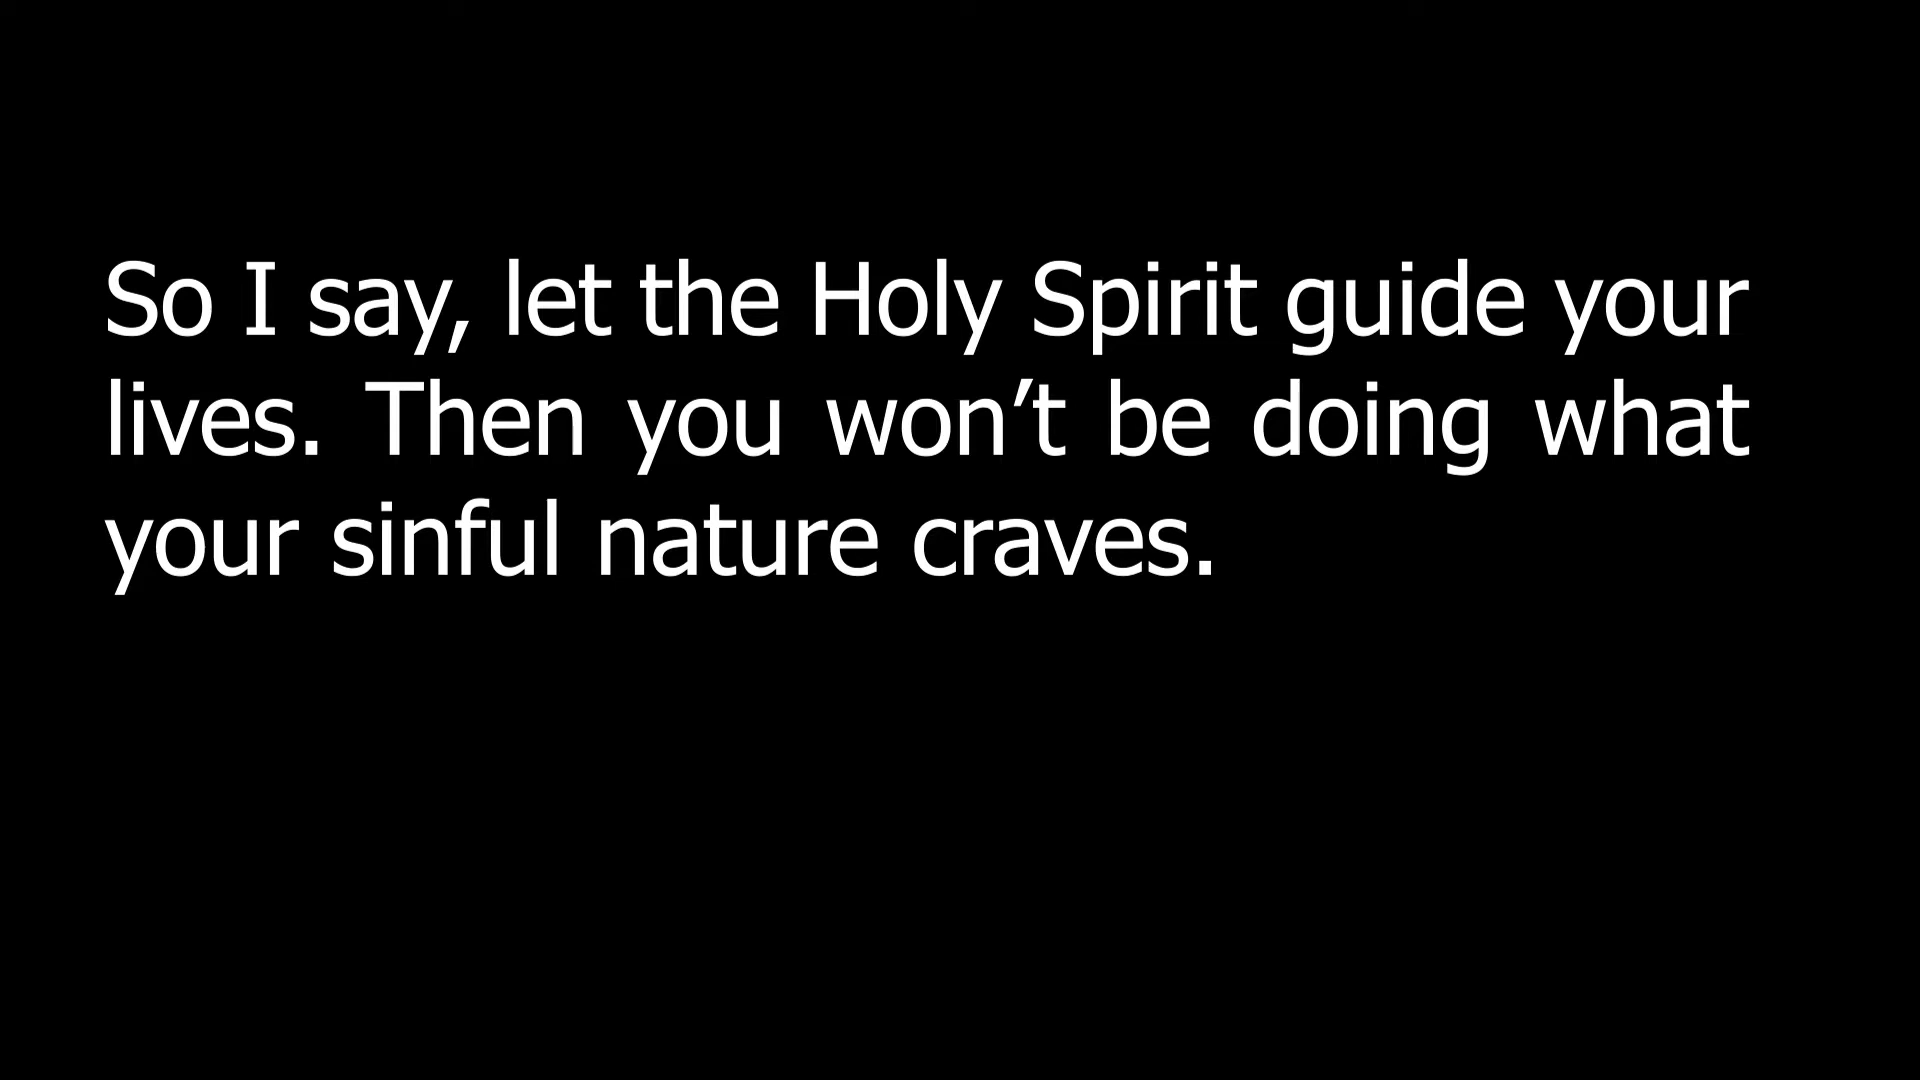 So I say, let the Holy Spirit guide your
lives. Then you won’t be doing what
your sinful nature craves.